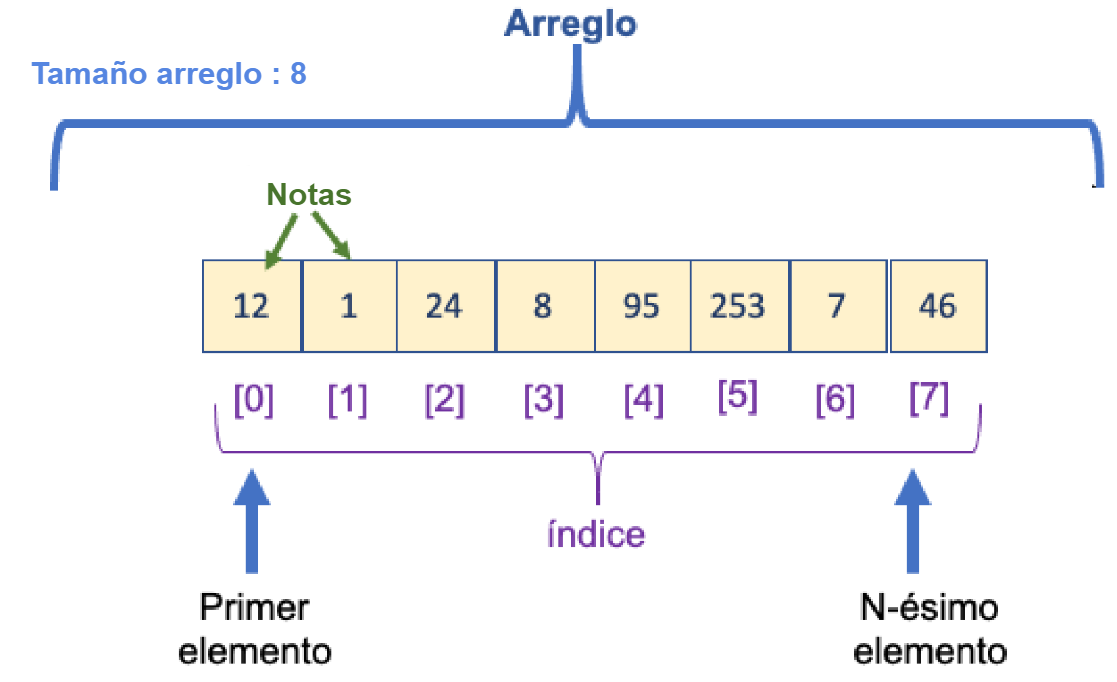 Arreglo
Tamaño arreglo : 8
Notas
12 1 24 8 95 253 7 46
[0] [1] [2] [3] [4] [5] [6] [7]
índice
Primer
elemento
N-ésimo
elemento